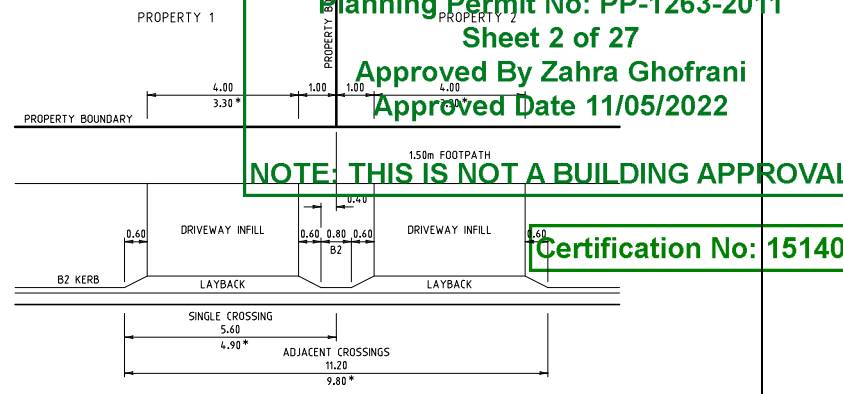 Planning Permit No: PP-1263-2011
PROPERTY 1
PROPERTY 2
PROPERTY
Sheet 2 of 27
Approved By Zahra Ghofrani
4.00
1.00
1.00
4.00
3.30 *
Approved Date 11/05/2022
PROPERTY BOUNDARY
1.50m FOOTPATH
NOTE: THIS IS NOT A BUILDING APPROVAL
0.40
0.60
DRIVEWAY INFILL
0.60
0.80
0.60
DRIVEWAY INFILL
0.60
B2
Certification No: 15140
B2 KERB
LAYBACK
LAYBACK
SINGLE CROSSING
5.60
4.90 *
ADJACENT CROSSINGS
11.20
9.80 *